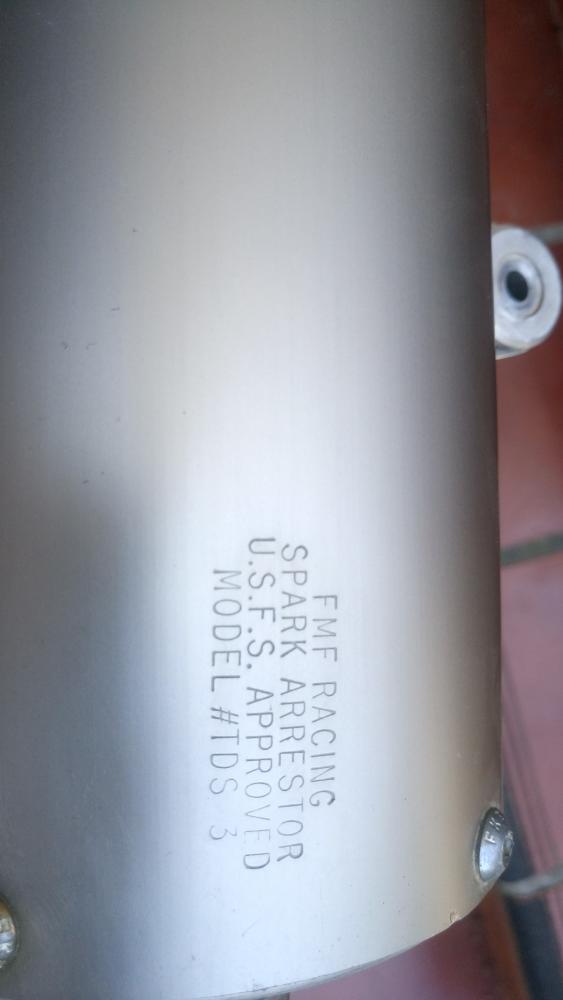 FMF RACING
SPARK ARRESTOR
U.S.F.S. APPROVED
MODEL #TDS 3